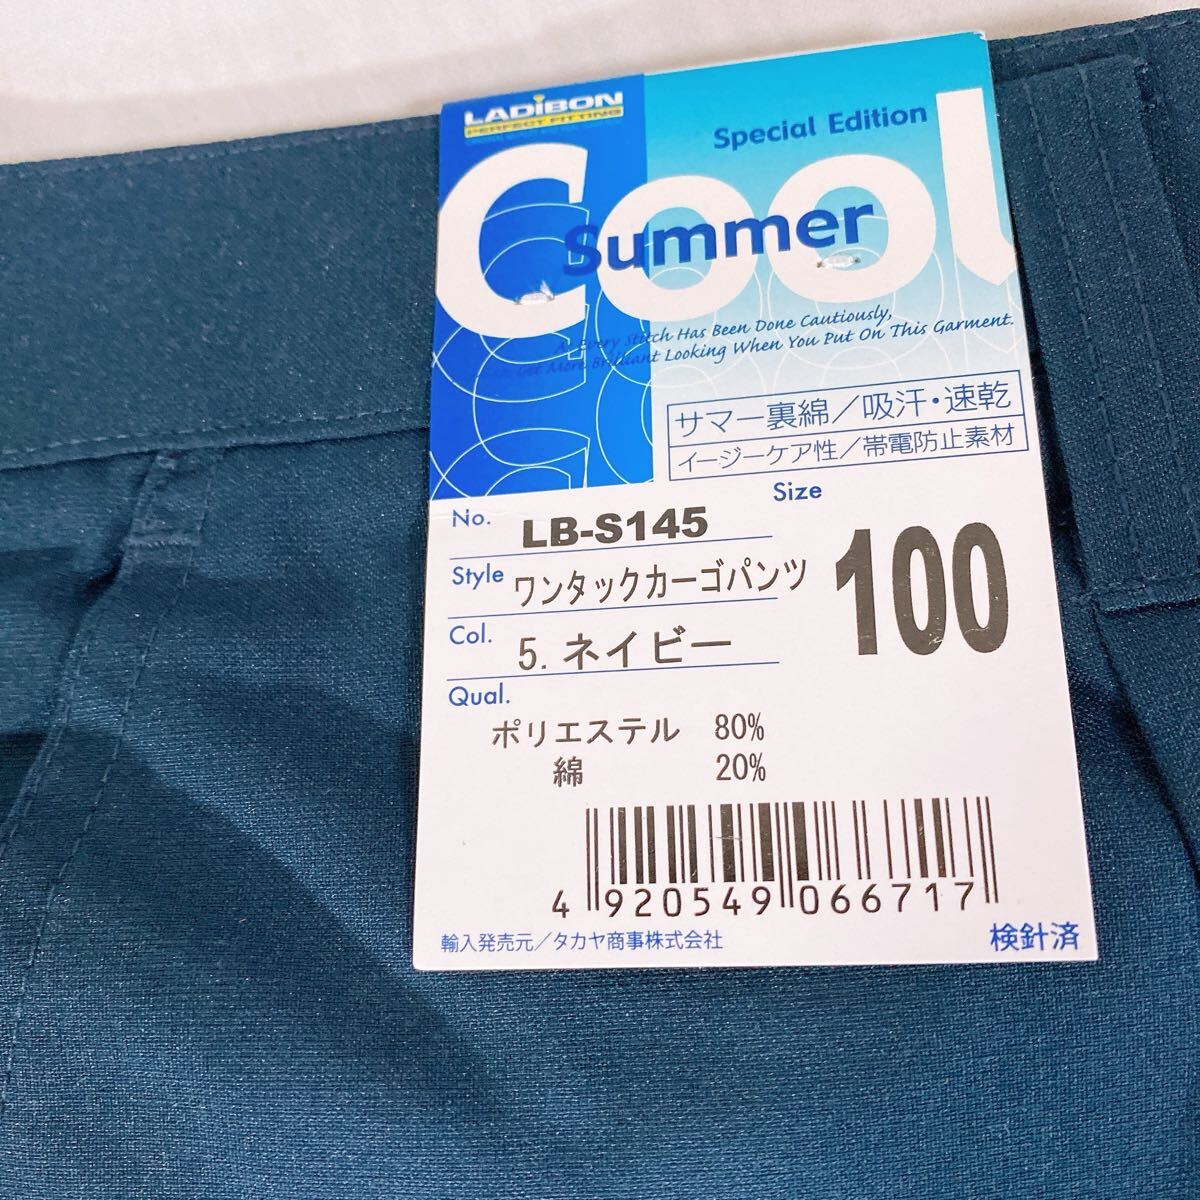 LADIBON
PERFECT FITTING
Special Edition
Cool
Summer
As Every Stitch Has Been Done Cautiously,
Get More Brilliant Looking When You Put On This Garment.
サマー裏綿／吸汗・速乾
イージーケア性／帯電防止素材
No. LB-S145
Size 100
Style ワンタックカーゴパンツ
Col. 5. ネイビー
Qual.
ポリエステル 80%
綿 20%
4 920549 066717
輸入発売元／タカヤ商事株式会社
検針済